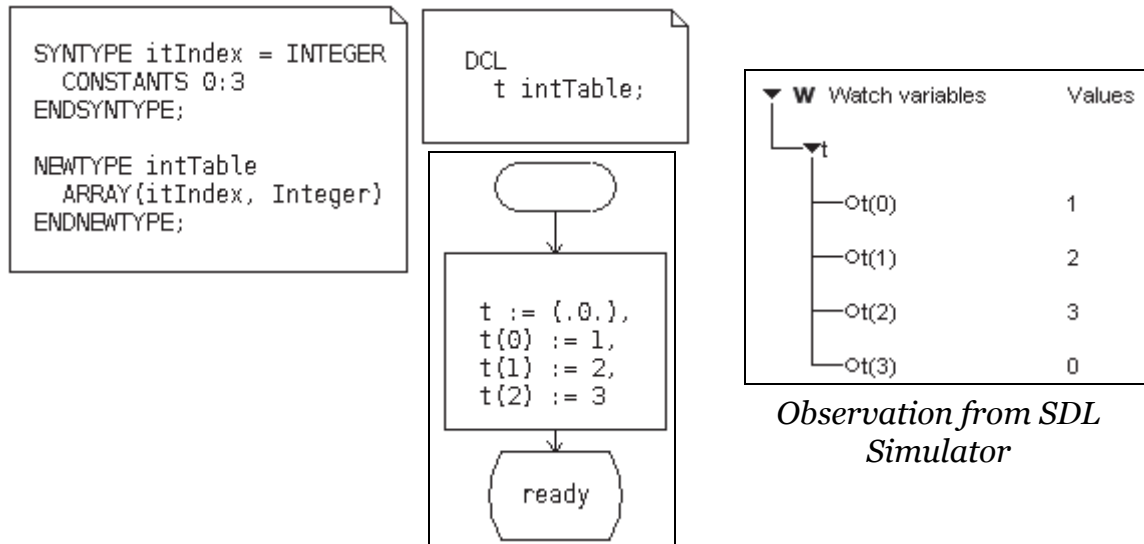 SYNTYPE itIndex = INTEGER
CONSTANTS 0:3
ENDSYNTYPE;
NEWTYPE intTable
ARRAY(itIndex, Integer)
ENDNEWTYPE;
DCL
t intTable;
t := (.0.),
t(0) := 1,
t(1) := 2,
t(2) := 3
ready
W Watch variables Values
t
t(0) 1
t(1) 2
t(2) 3
t(3) 0
Observation from SDL
Simulator